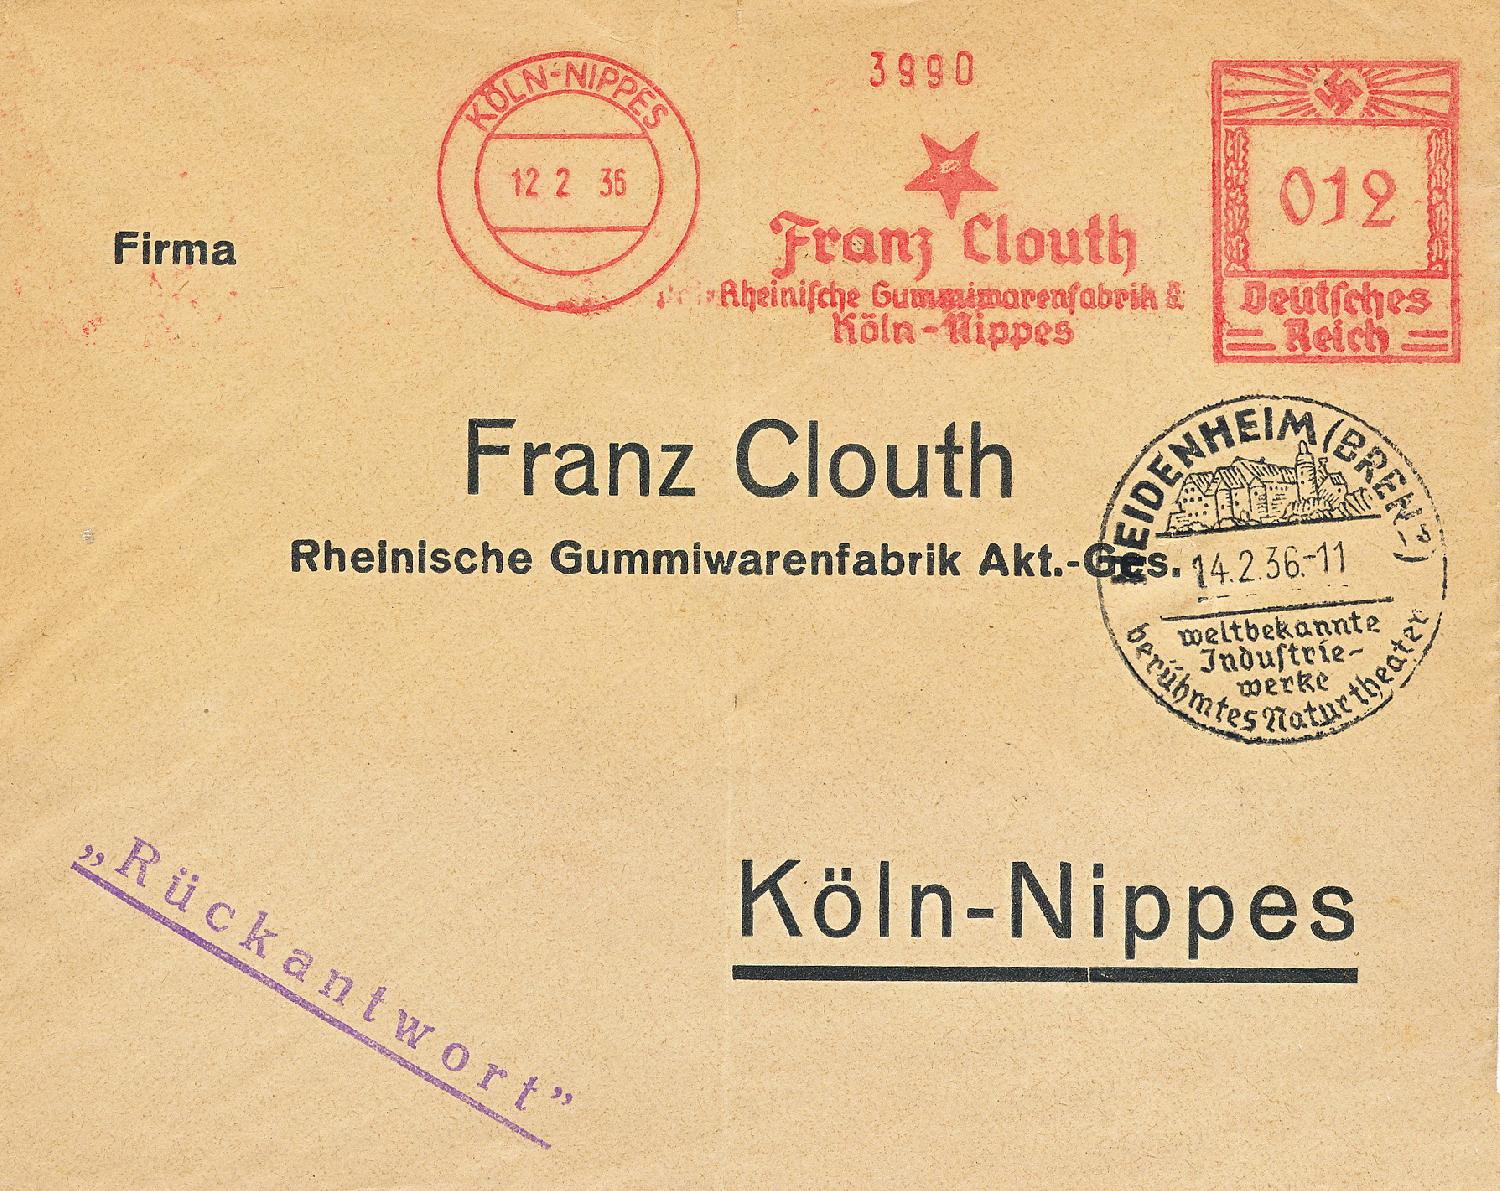 3990
KÖLN-NIPPES
12 2 36
Franz Clouth
Rheinische Gummiwarenfabrik
Köln-Nippes
012
Deutsches
Reich
Firma
Franz Clouth
Rheinische Gummiwarenfabrik Akt.-Ges.
HEIDENHEIM (BRENZ)
14.2.36.-11
weltbekannte
Industrie-
werke
berühmtes Naturtheater
Köln-Nippes
„Rückantwort”